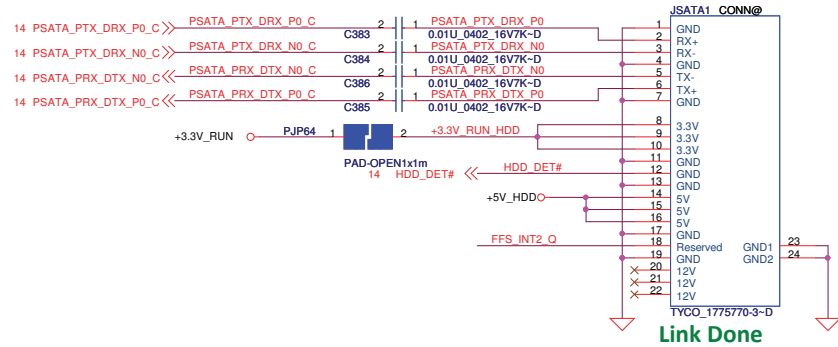 JSATA1 CONN@
14 PSATA_PTX_DRX_P0_C PSATA_PTX_DRX_P0_C 2 1 PSATA_PTX_DRX_P0 1 GND
C383 0.01U_0402_16V7K~D 2 RX+
14 PSATA_PTX_DRX_N0_C PSATA_PTX_DRX_N0_C 2 1 PSATA_PTX_DRX_N0 3 RX-
C384 0.01U_0402_16V7K~D 4 GND
14 PSATA_PRX_DTX_N0_C PSATA_PRX_DTX_N0_C 2 1 PSATA_PRX_DTX_N0 5 TX-
C386 0.01U_0402_16V7K~D 6 TX+
14 PSATA_PRX_DTX_P0_C PSATA_PRX_DTX_P0_C 2 1 PSATA_PRX_DTX_P0 7 GND
C385 0.01U_0402_16V7K~D
8 3.3V
+3.3V_RUN PJP64 1 2 +3.3V_RUN_HDD 9 3.3V
10 3.3V
PAD-OPEN1x1m 11 GND
14 HDD_DET# HDD_DET# 12 GND
13 GND
+5V_HDD 14 5V
15 5V
16 5V
17 GND
FFS_INT2_Q 18 Reserved GND1 23
19 GND GND2 24
20 12V
21 12V
22 12V
TYCO_1775770-3~D
Link Done